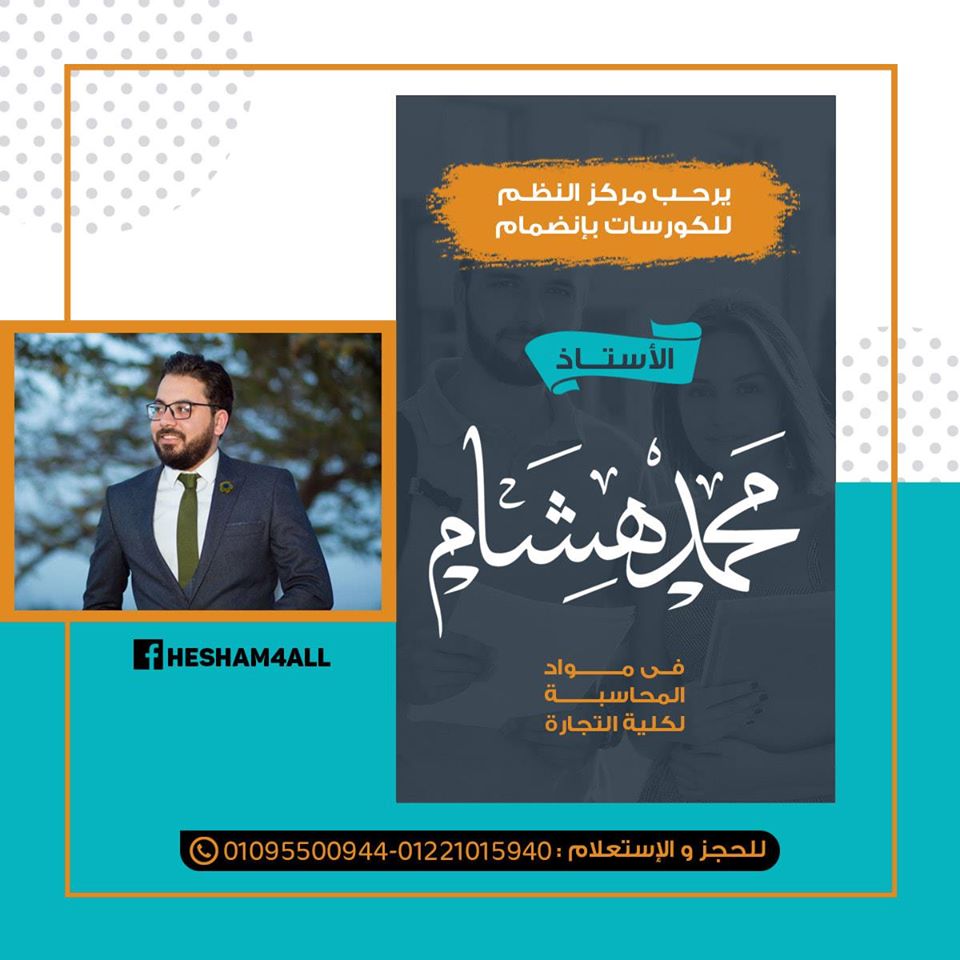 يرحب مركز النظم
للكورسات بإنضمام
الأستاذ
محمد هشام
فى مواد
المحاسبة
لكلية التجارة
HESHAM4ALL
للحجز و الإستعلام : 01221015940-01095500944